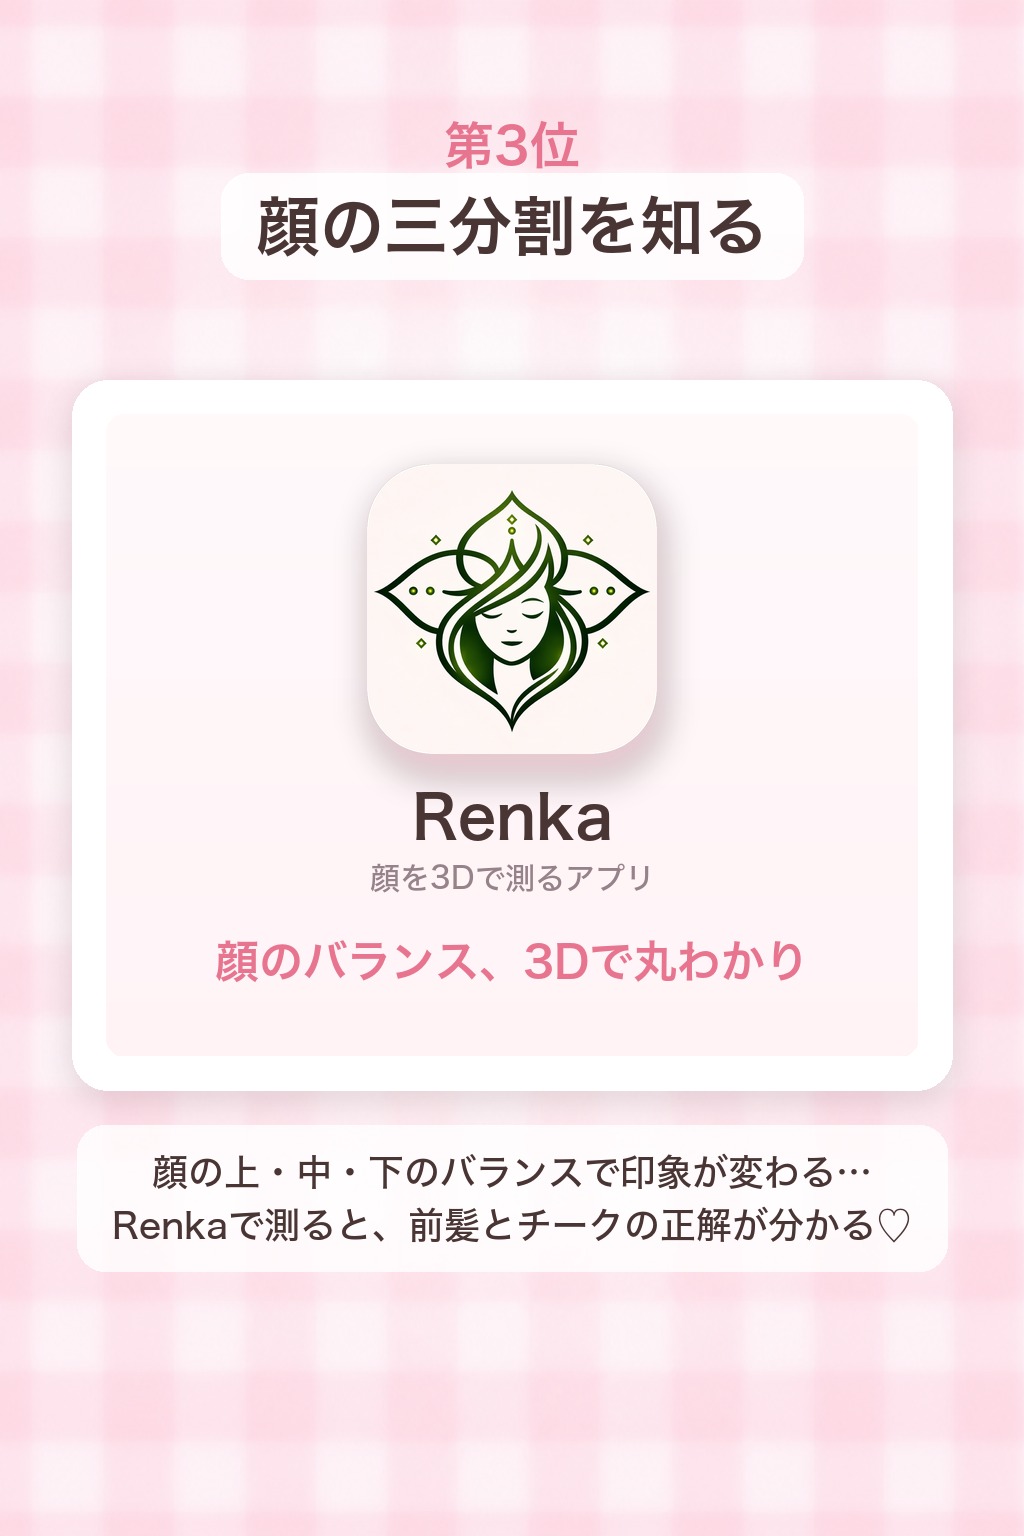 第3位
顔の三分割を知る
Renka
顔を3Dで測るアプリ
顔のバランス、3Dで丸わかり
顔の上・中・下のバランスで印象が変わる…
Renkaで測ると、前髪とチークの正解が分かる♡